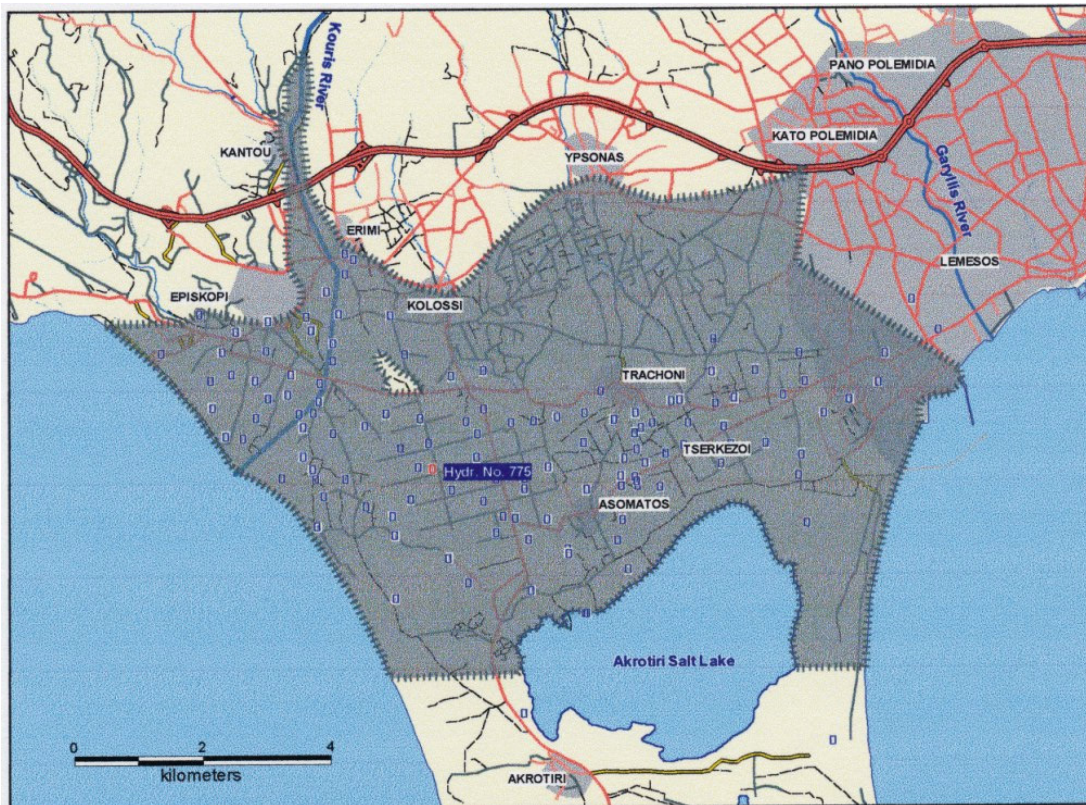 Kouris River
PANO POLEMIDIA
KATO POLEMIDIA
KANTOU
YPSONAS
Garyllis River
ERIMI
LEMESOS
EPISKOPI
KOLOSSI
TRACHONI
TSERKEZOI
Hydr. No. 775
ASOMATOS
Akrotiri Salt Lake
0 2 4
kilometers
AKROTIRI